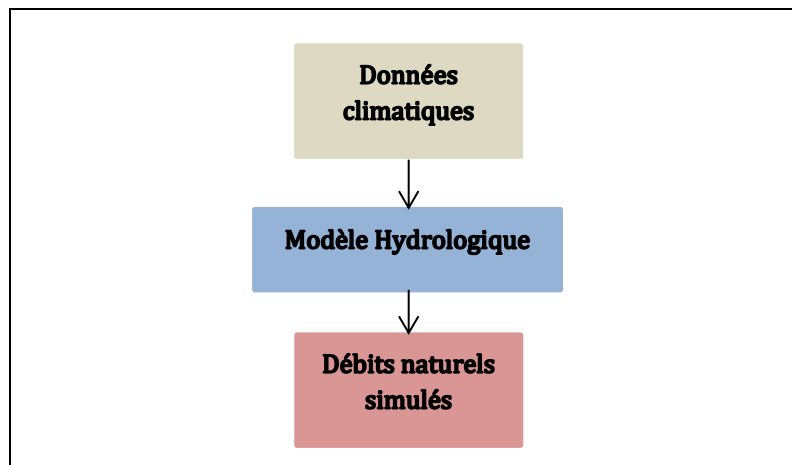 Données
climatiques
Modèle Hydrologique
Débits naturels
simulés